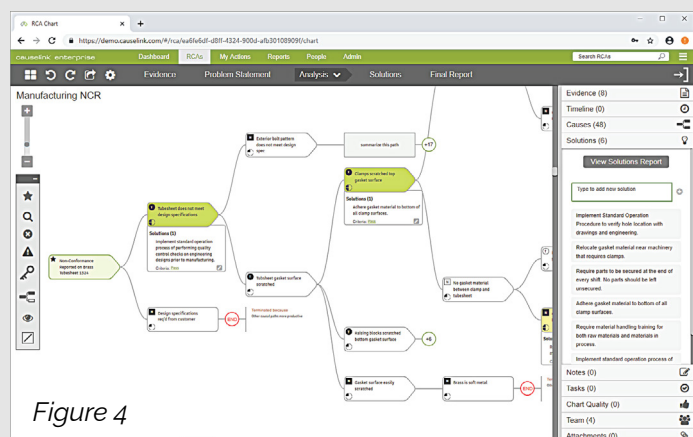 RCA Chart
https://demo.causelink.com/#/rca/ea6fe6df-d8ff-4324-900d-afb30108909f/chart
causelink enterprise Dashboard RCAs My Actions Reports People Admin Search RCAs
Evidence Problem Statement Analysis Solutions Final Report
Manufacturing NCR
Non-Conformance
Reported on Brass
Tubesheet 1324
Tubesheet does not meet
design specifications
Solutions (1)
Implement standard operation
process of performing quality
control checks on engineering
designs prior to manufacturing.
Criteria:
Design specifications
req'd from customer
END
Terminated because
Other causal paths more productive
Exterior bolt pattern
does not meet design
spec
summarize this path
+17
Tubesheet gasket surface
scratched
Clamps scratched top
gasket surface
Solutions (1)
Adhere gasket material to bottom of
all clamp surfaces.
Criteria:
No gasket material
between clamp and
tubesheet
Raising blocks scratched
bottom gasket surface
+6
Gasket surface easily
scratched
Brass is soft metal
END
Evidence (8)
Timeline (0)
Causes (48)
Solutions (6)
View Solutions Report
Type to add new solution
Implement Standard Operation
Procedure to verify hole location with
drawings and engineering.
Relocate gasket material near machinery
that requires clamps.
Require parts to be secured at the end of
every shift. No parts should be left
unsecured.
Adhere gasket material to bottom of all
clamp surfaces.
Require material handling training for
both raw materials and materials in
process.
Implement standard operation process of
Notes (0)
Tasks (0)
Chart Quality (0)
Team (4)
Attachments (0)
Figure 4